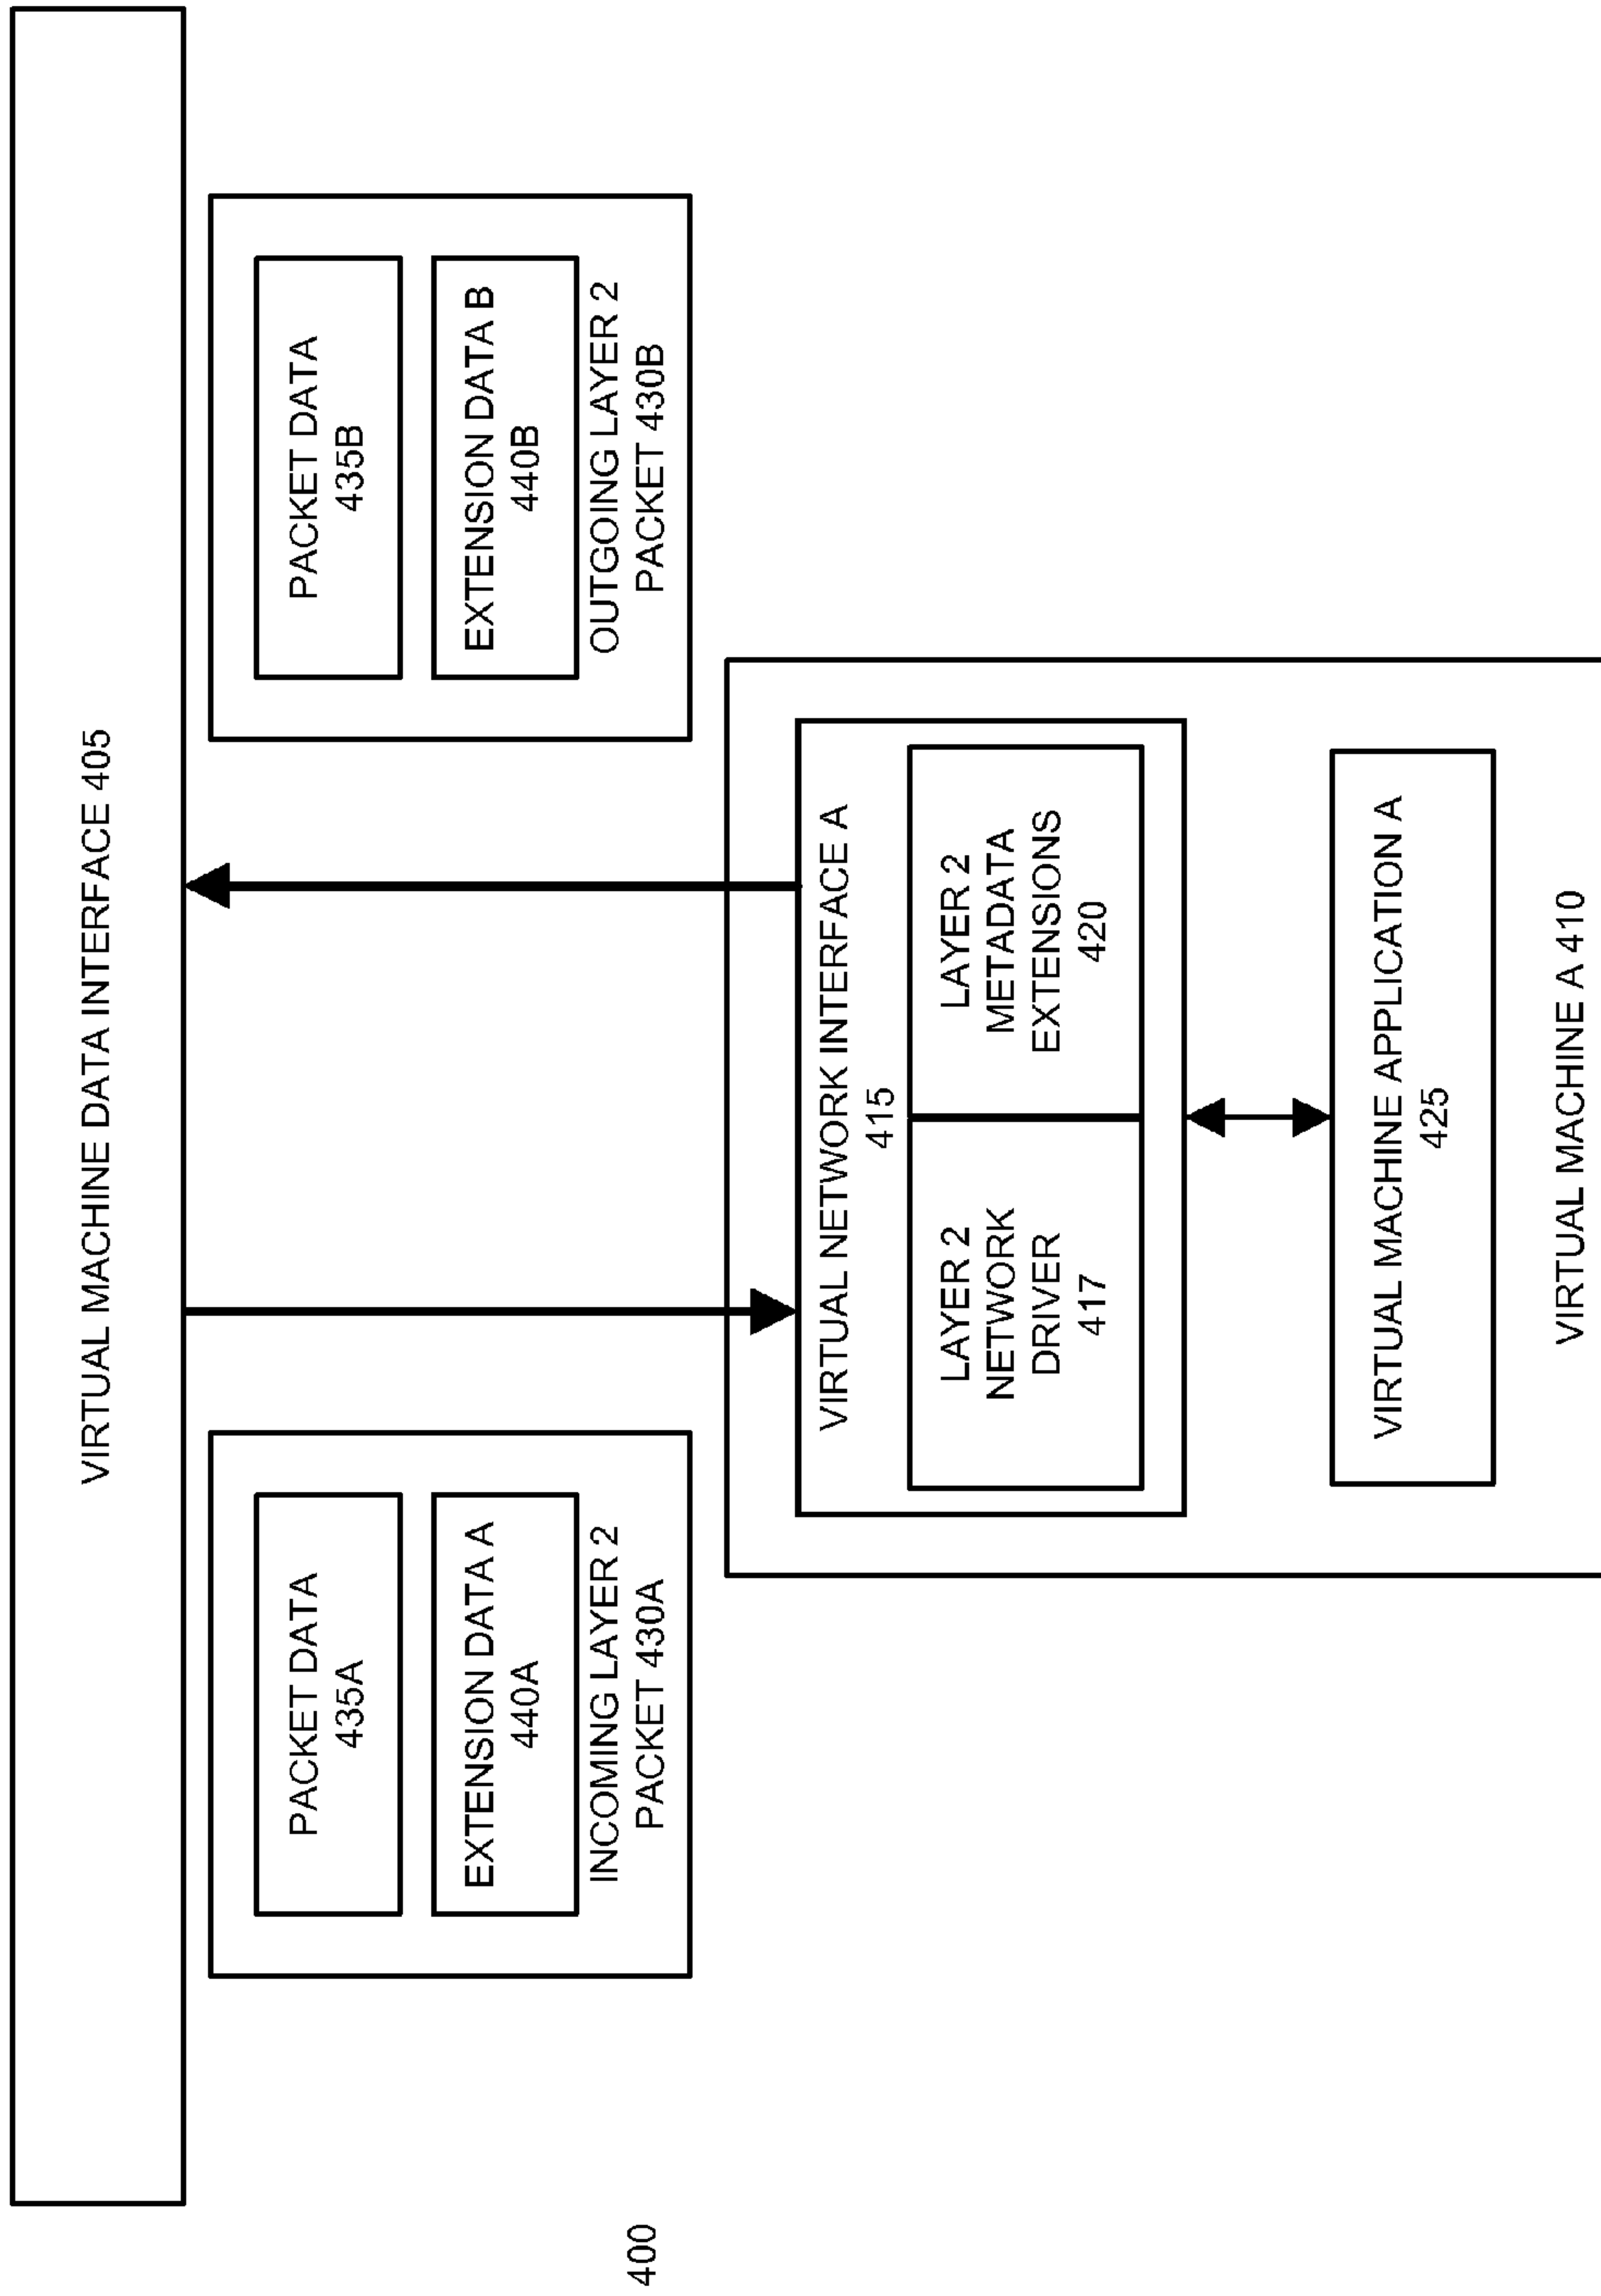 VIRTUAL MACHINE DATA INTERFACE 405
PACKET DATA
435A
EXTENSION DATA A
440A
INCOMING LAYER 2
PACKET 430A
PACKET DATA
435B
EXTENSION DATA B
440B
OUTGOING LAYER 2
PACKET 430B
VIRTUAL NETWORK INTERFACE A
415
LAYER 2
NETWORK
DRIVER
417
LAYER 2
METADATA
EXTENSIONS
420
VIRTUAL MACHINE APPLICATION A
425
VIRTUAL MACHINE A 410
400